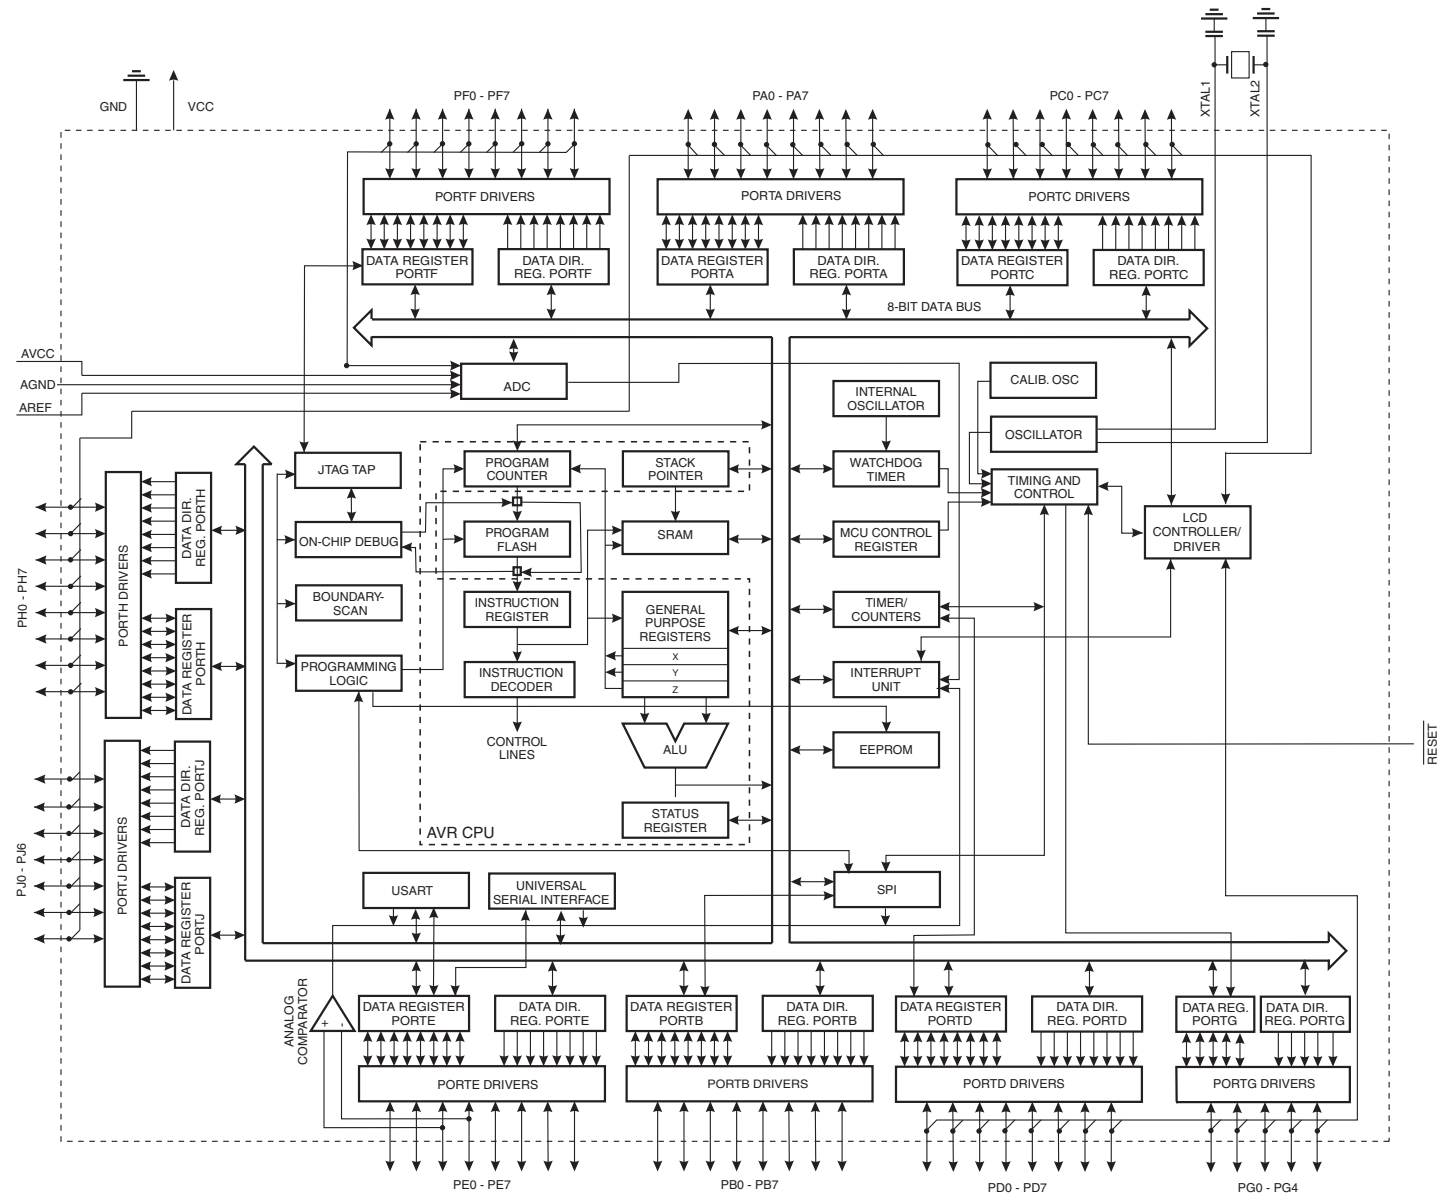 GND
VCC
XTAL1
XTAL2
PF0 - PF7
PA0 - PA7
PC0 - PC7
PORTF DRIVERS
PORTA DRIVERS
PORTC DRIVERS
DATA REGISTER
PORTF
DATA DIR.
REG. PORTF
DATA REGISTER
PORTA
DATA DIR.
REG. PORTA
DATA REGISTER
PORTC
DATA DIR.
REG. PORTC
8-BIT DATA BUS
AVCC
AGND
AREF
ADC
INTERNAL
OSCILLATOR
CALIB. OSC
OSCILLATOR
JTAG TAP
PROGRAM
COUNTER
STACK
POINTER
WATCHDOG
TIMER
TIMING AND
CONTROL
ON-CHIP DEBUG
PROGRAM
FLASH
SRAM
MCU CONTROL
REGISTER
LCD
CONTROLLER/
DRIVER
BOUNDARY-
SCAN
INSTRUCTION
REGISTER
GENERAL
PURPOSE
REGISTERS
X
Y
Z
TIMER/
COUNTERS
PROGRAMMING
LOGIC
INSTRUCTION
DECODER
INTERRUPT
UNIT
CONTROL
LINES
ALU
EEPROM
RESET
STATUS
REGISTER
AVR CPU
PH0 - PH7
PORTH DRIVERS
DATA DIR.
REG. PORTH
DATA REGISTER
PORTH
PJ0 - PJ6
PORTJ DRIVERS
DATA DIR.
REG. PORTJ
DATA REGISTER
PORTJ
USART
UNIVERSAL
SERIAL INTERFACE
SPI
ANALOG
COMPARATOR
+
-
DATA REGISTER
PORTE
DATA DIR.
REG. PORTE
DATA REGISTER
PORTB
DATA DIR.
REG. PORTB
DATA REGISTER
PORTD
DATA DIR.
REG. PORTD
DATA REG.
PORTG
DATA DIR.
REG. PORTG
PORTE DRIVERS
PORTB DRIVERS
PORTD DRIVERS
PORTG DRIVERS
PE0 - PE7
PB0 - PB7
PD0 - PD7
PG0 - PG4